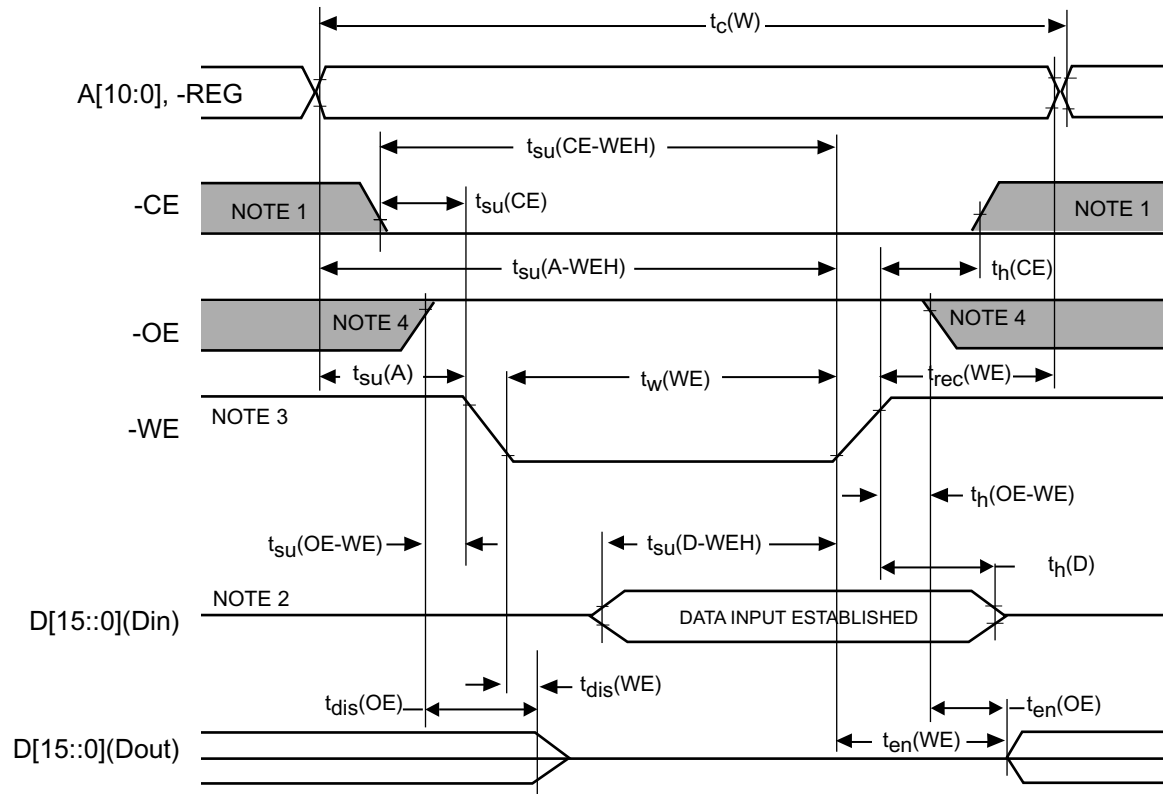 tc(W)
A[10:0], -REG
tsu(CE-WEH)
-CE
NOTE 1
tsu(CE)
NOTE 1
tsu(A-WEH)
th(CE)
-OE
NOTE 4
NOTE 4
tsu(A)
tw(WE)
trec(WE)
-WE
NOTE 3
th(OE-WE)
tsu(OE-WE)
tsu(D-WEH)
th(D)
NOTE 2
D[15::0](Din)
DATA INPUT ESTABLISHED
tdis(WE)
tdis(OE)
ten(OE)
ten(WE)
D[15::0](Dout)